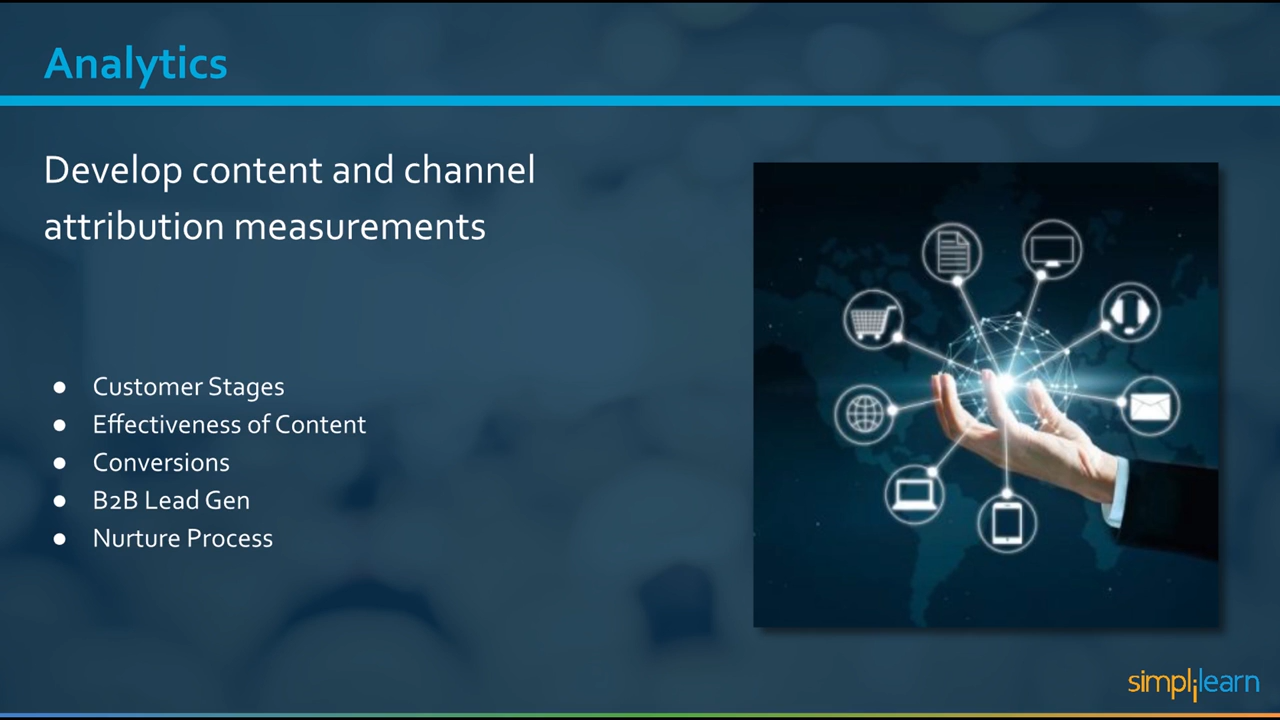 Analytics
Develop content and channel
attribution measurements
● Customer Stages
● Effectiveness of Content
● Conversions
● B2B Lead Gen
● Nurture Process
simplilearn